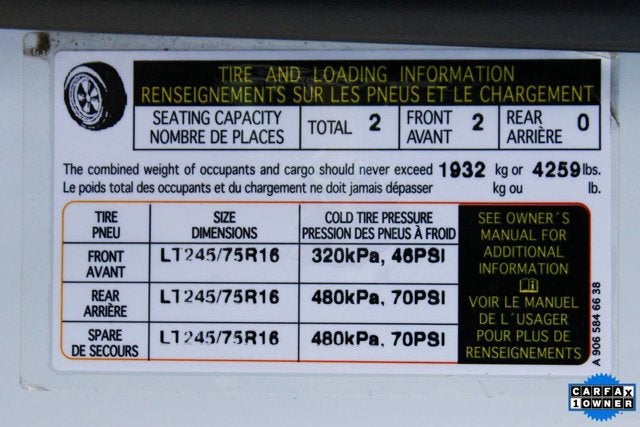 TIRE AND LOADING INFORMATION
RENSEIGNEMENTS SUR LES PNEUS ET LE CHARGEMENT
SEATING CAPACITY
NOMBRE DE PLACES
TOTAL 2
FRONT
AVANT 2
REAR
ARRIÈRE 0
The combined weight of occupants and cargo should never exceed 1932 kg or 4259 lbs.
Le poids total des occupants et du chargement ne doit jamais dépasser kg ou lb.
TIRE
PNEU
SIZE
DIMENSIONS
COLD TIRE PRESSURE
PRESSION DES PNEUS À FROID
FRONT
AVANT
LT245/75R16
320kPa, 46PSI
REAR
ARRIÈRE
LT245/75R16
480kPa, 70PSI
SPARE
DE SECOURS
LT245/75R16
480kPa, 70PSI
SEE OWNER´S
MANUAL FOR
ADDITIONAL
INFORMATION
VOIR LE MANUEL
DE L´USAGER
POUR PLUS DE
RENSEIGNEMENTS
A 906 584 66 38
CARFAX
1 OWNER